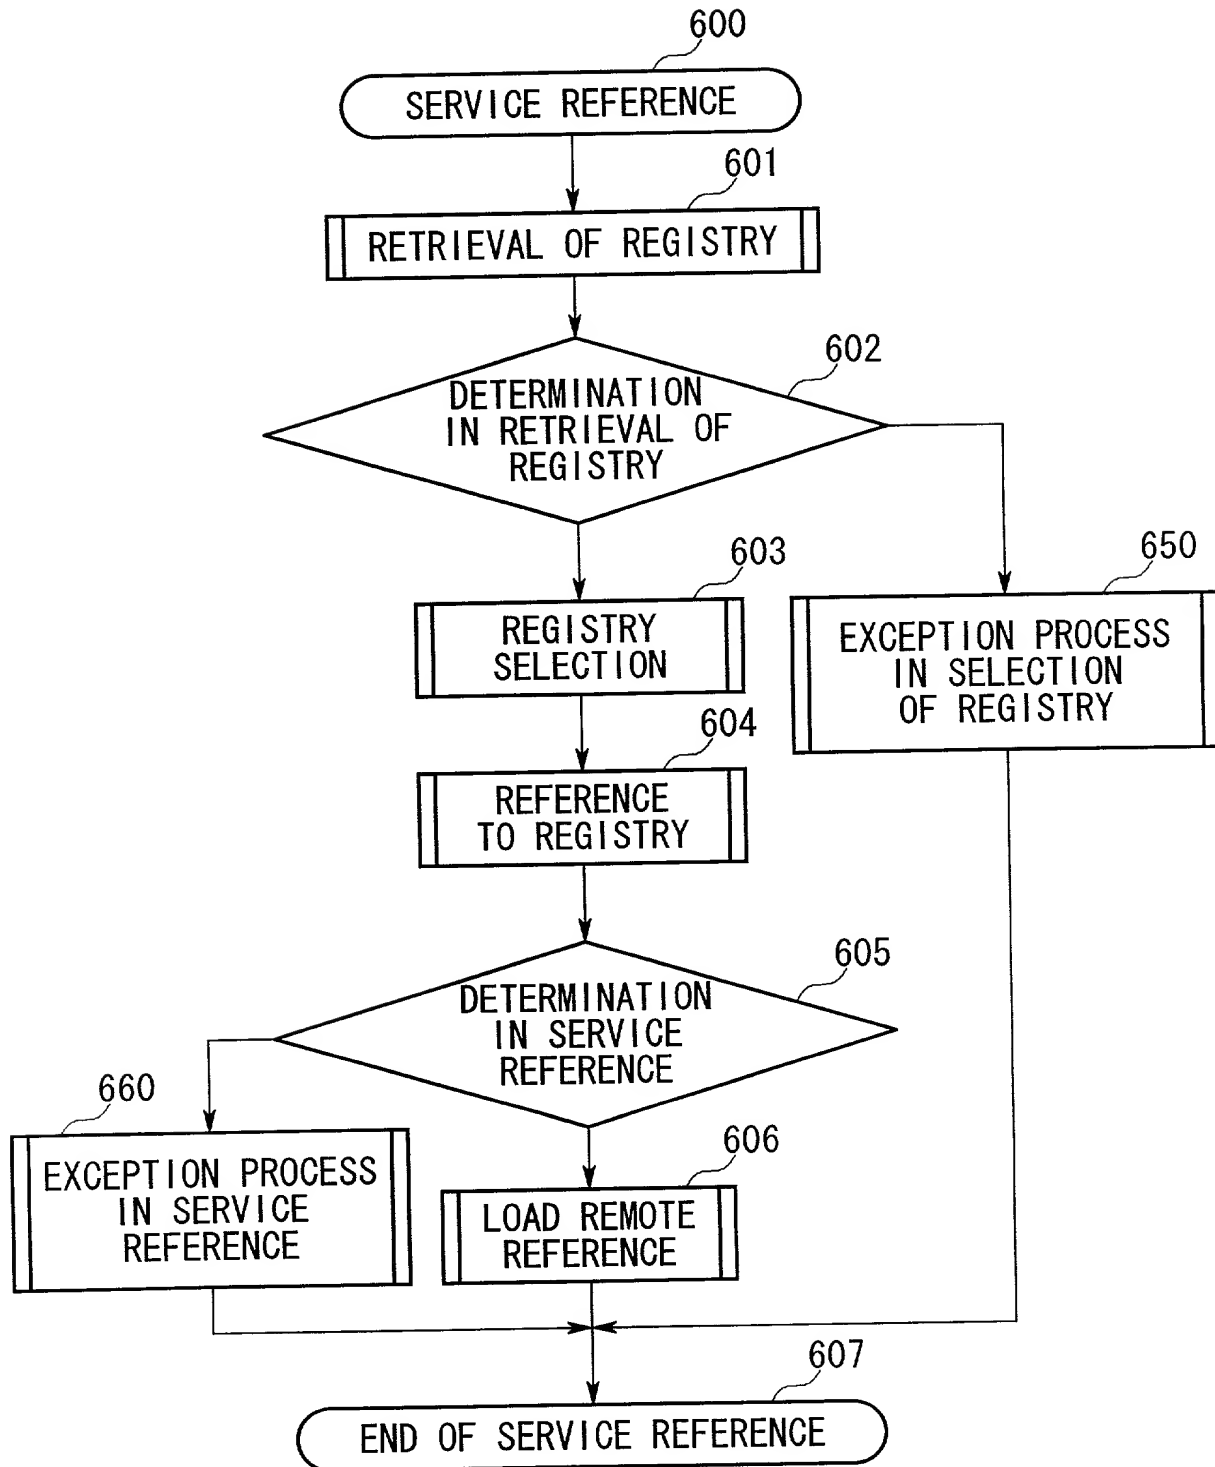 600
SERVICE REFERENCE
601
RETRIEVAL OF REGISTRY
602
DETERMINATION
IN RETRIEVAL OF
REGISTRY
603
REGISTRY
SELECTION
650
EXCEPTION PROCESS
IN SELECTION
OF REGISTRY
604
REFERENCE
TO REGISTRY
605
DETERMINATION
IN SERVICE
REFERENCE
660
EXCEPTION PROCESS
IN SERVICE
REFERENCE
606
LOAD REMOTE
REFERENCE
607
END OF SERVICE REFERENCE